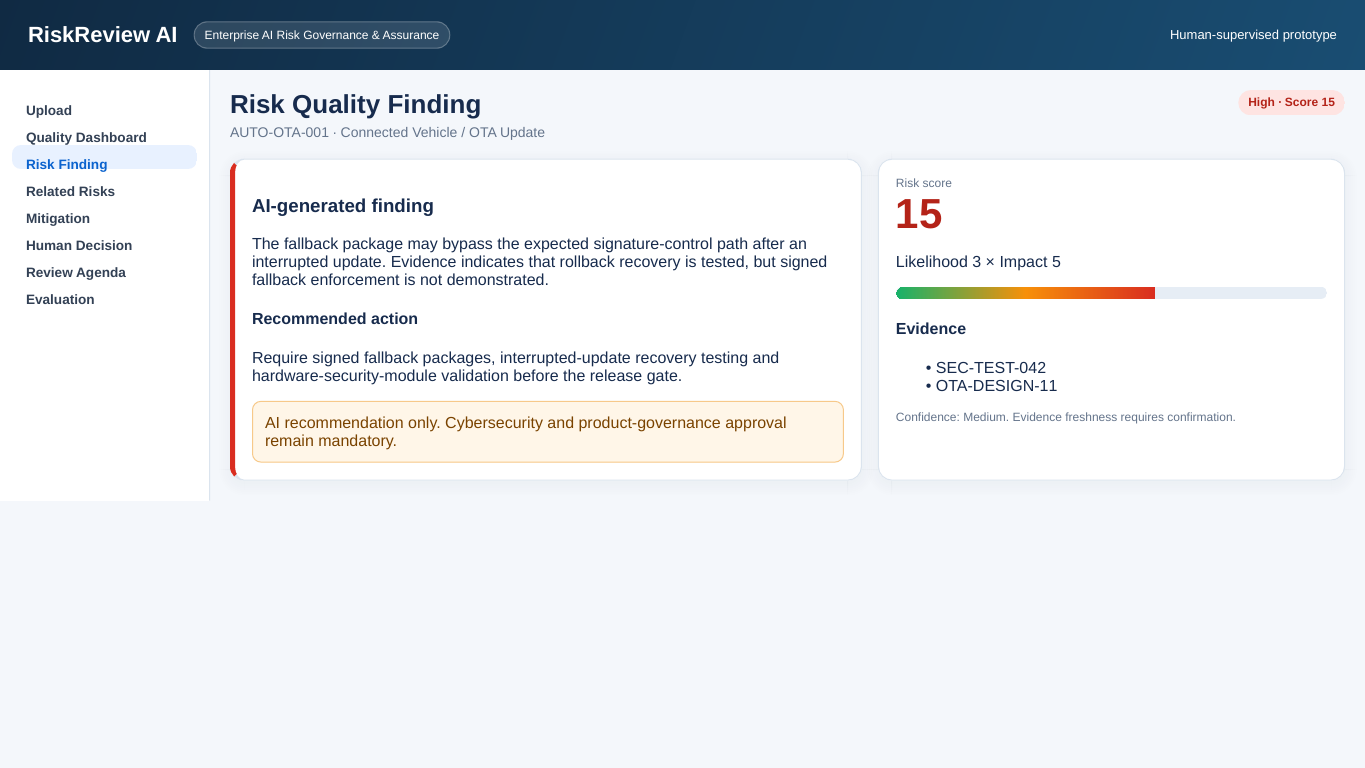 RiskReview AI
Enterprise AI Risk Governance & Assurance
Human-supervised prototype
Upload
Quality Dashboard
Risk Finding
Related Risks
Mitigation
Human Decision
Review Agenda
Evaluation
Risk Quality Finding
High · Score 15
AUTO-OTA-001 · Connected Vehicle / OTA Update
AI-generated finding
The fallback package may bypass the expected signature-control path after an
interrupted update. Evidence indicates that rollback recovery is tested, but signed
fallback enforcement is not demonstrated.
Recommended action
Require signed fallback packages, interrupted-update recovery testing and
hardware-security-module validation before the release gate.
AI recommendation only. Cybersecurity and product-governance approval
remain mandatory.
Risk score
15
Likelihood 3 × Impact 5
Evidence
• SEC-TEST-042
• OTA-DESIGN-11
Confidence: Medium. Evidence freshness requires confirmation.